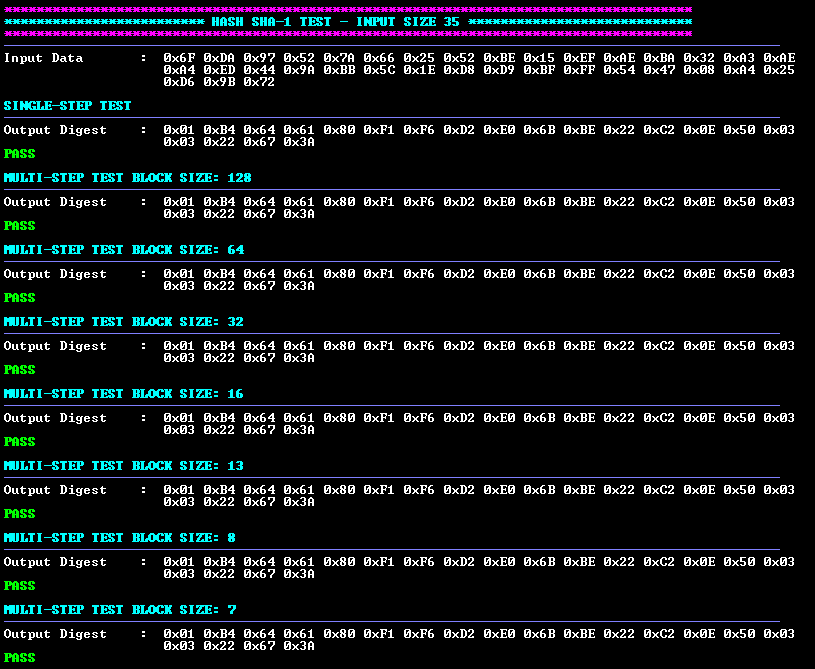 ****************************************************************************************
************************* HASH SHA-1 TEST - INPUT SIZE 35 ****************************
****************************************************************************************
Input Data : 0x6F 0xDA 0x97 0x52 0x7A 0x66 0x25 0x52 0xBE 0x15 0xEF 0xAE 0xBA 0x32 0xA3 0xAE
0xA4 0xED 0x44 0x9A 0xBB 0x5C 0x1E 0xD8 0xD9 0xBF 0xFF 0x54 0x47 0x08 0xA4 0x25
0xD6 0x9B 0x72
SINGLE-STEP TEST
Output Digest : 0x01 0xB4 0x64 0x61 0x80 0xF1 0xF6 0xD2 0xE0 0x6B 0xBE 0x22 0xC2 0x0E 0x50 0x03
0x03 0x22 0x67 0x3A
PASS
MULTI-STEP TEST BLOCK SIZE: 128
Output Digest : 0x01 0xB4 0x64 0x61 0x80 0xF1 0xF6 0xD2 0xE0 0x6B 0xBE 0x22 0xC2 0x0E 0x50 0x03
0x03 0x22 0x67 0x3A
PASS
MULTI-STEP TEST BLOCK SIZE: 64
Output Digest : 0x01 0xB4 0x64 0x61 0x80 0xF1 0xF6 0xD2 0xE0 0x6B 0xBE 0x22 0xC2 0x0E 0x50 0x03
0x03 0x22 0x67 0x3A
PASS
MULTI-STEP TEST BLOCK SIZE: 32
Output Digest : 0x01 0xB4 0x64 0x61 0x80 0xF1 0xF6 0xD2 0xE0 0x6B 0xBE 0x22 0xC2 0x0E 0x50 0x03
0x03 0x22 0x67 0x3A
PASS
MULTI-STEP TEST BLOCK SIZE: 16
Output Digest : 0x01 0xB4 0x64 0x61 0x80 0xF1 0xF6 0xD2 0xE0 0x6B 0xBE 0x22 0xC2 0x0E 0x50 0x03
0x03 0x22 0x67 0x3A
PASS
MULTI-STEP TEST BLOCK SIZE: 13
Output Digest : 0x01 0xB4 0x64 0x61 0x80 0xF1 0xF6 0xD2 0xE0 0x6B 0xBE 0x22 0xC2 0x0E 0x50 0x03
0x03 0x22 0x67 0x3A
PASS
MULTI-STEP TEST BLOCK SIZE: 8
Output Digest : 0x01 0xB4 0x64 0x61 0x80 0xF1 0xF6 0xD2 0xE0 0x6B 0xBE 0x22 0xC2 0x0E 0x50 0x03
0x03 0x22 0x67 0x3A
PASS
MULTI-STEP TEST BLOCK SIZE: 7
Output Digest : 0x01 0xB4 0x64 0x61 0x80 0xF1 0xF6 0xD2 0xE0 0x6B 0xBE 0x22 0xC2 0x0E 0x50 0x03
0x03 0x22 0x67 0x3A
PASS